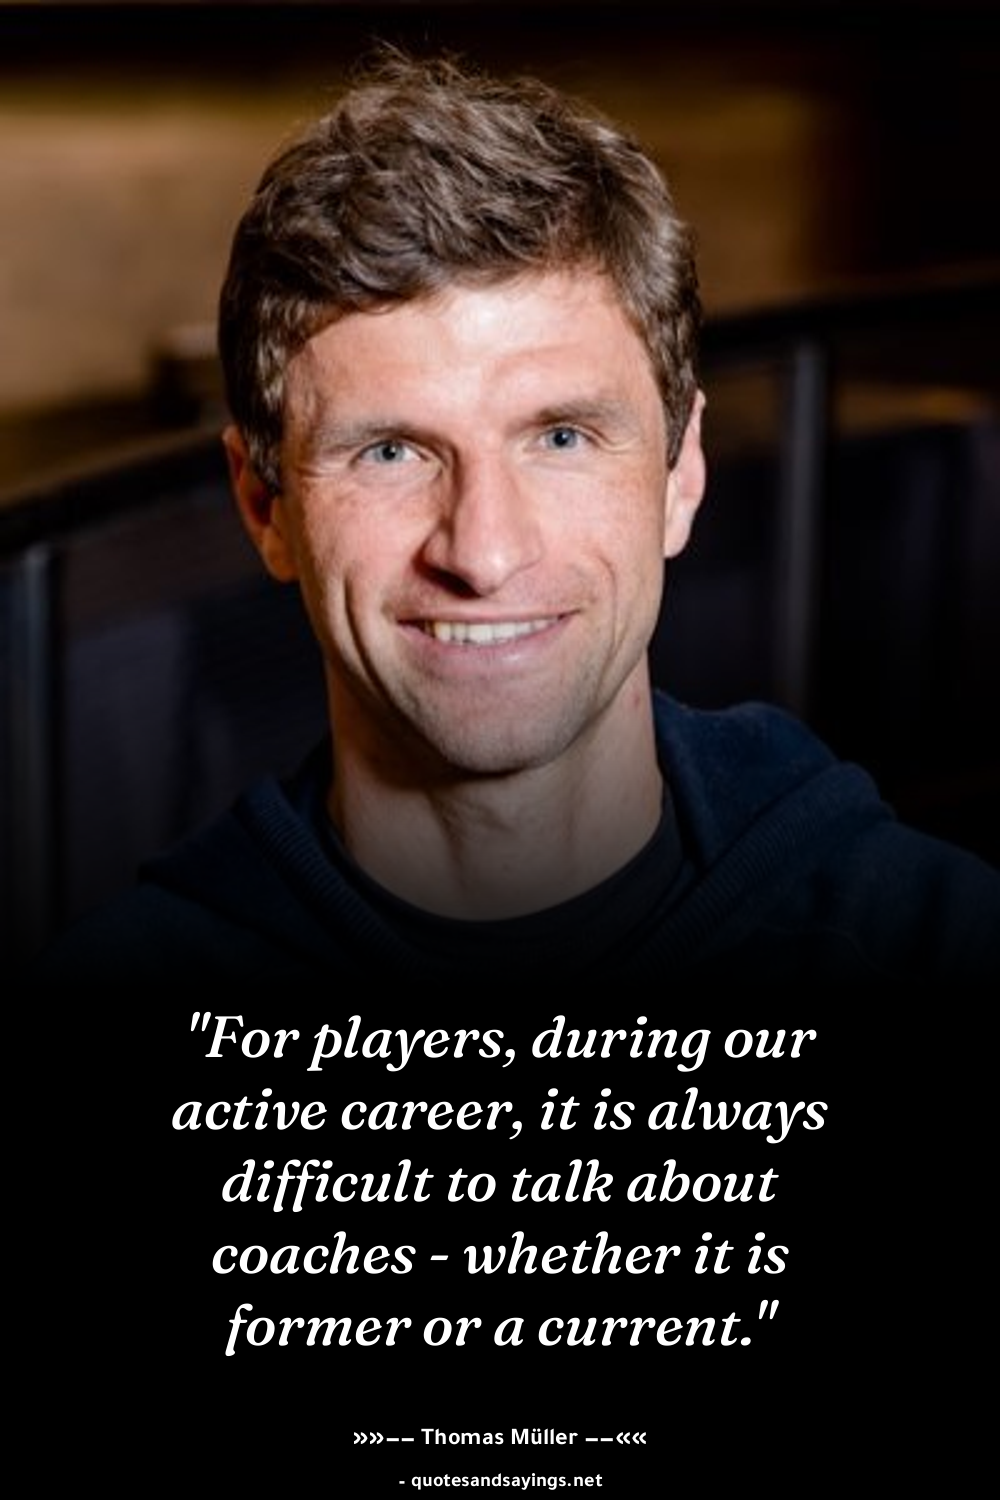 "For players, during our
active career, it is always
difficult to talk about
coaches - whether it is
former or a current."
»»−− Thomas Müller −−««
- quotesandsayings.net